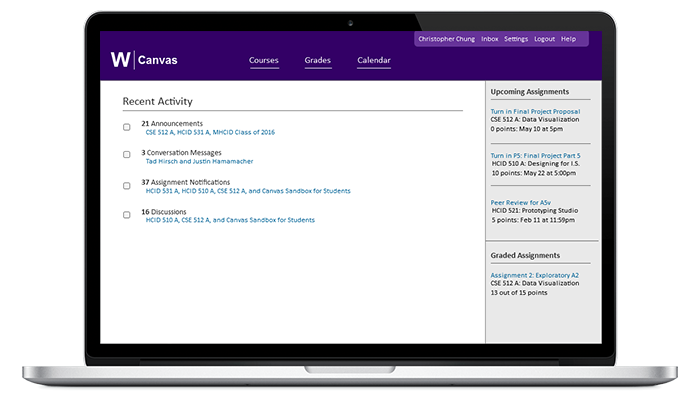 Christopher Chung Inbox Settings Logout Help
W Canvas
Courses Grades Calendar
Recent Activity
21 Announcements
CSE 512 A, HCID 531 A, MHCID Class of 2016
3 Conversation Messages
Tad Hirsch and Justin Hamamacher
37 Assignment Notifications
HCID 531 A, HCID 510 A, CSE 512 A, and Canvas Sandbox for Students
16 Discussions
HCID 510 A, CSE 512 A, and Canvas Sandbox for Students
Upcoming Assignments
Turn in Final Project Proposal
CSE 512 A: Data Visualization
0 points: May 10 at 5pm
Turn in P5: Final Project Part 5
HCID 510 A: Designing for I.S.
10 points: May 22 at 5:00pm
Peer Review for A5v
HCID 521: Prototyping Studio
5 points: Feb 11 at 11:59pm
Graded Assignments
Assignment 2: Exploratory A2
CSE 512 A: Data Visualization
13 out of 15 points